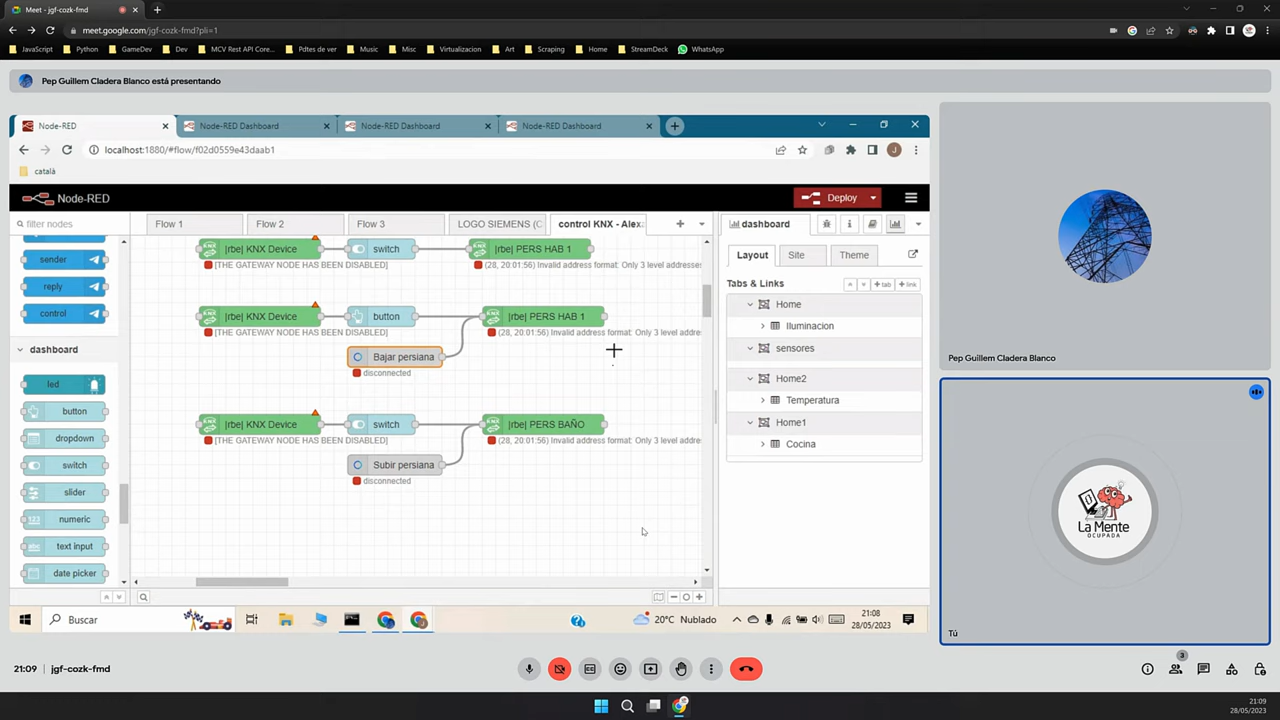 Meet - jgf-cozk-fmd
meet.google.com/jgf-cozk-fmd?pli=1
JavaScript Python GameDev Dev MCV Rest API Core... Pdtes de ver Music Misc Virtualizacion Art Scraping Home StreamDeck WhatsApp
Pep Guillem Cladera Blanco está presentando
Node-RED Node-RED Dashboard Node-RED Dashboard Node-RED Dashboard
localhost:1880/#flow/f02d0559e43daab1
J
català
Node-RED
Deploy
filter nodes
Flow 1 Flow 2 Flow 3 LOGO SIEMENS (C control KNX - Alex
dashboard
sender
reply
control
dashboard
led
button
dropdown
switch
slider
numeric
text input
date picker
|rbe| KNX Device switch |rbe| PERS HAB 1
[THE GATEWAY NODE HAS BEEN DISABLED] (28, 20:01:56) Invalid address format: Only 3 level addresses
|rbe| KNX Device button |rbe| PERS HAB 1
[THE GATEWAY NODE HAS BEEN DISABLED] (28, 20:01:56) Invalid address format: Only 3 level addre
Bajar persiana
disconnected
|rbe| KNX Device switch |rbe| PERS BAÑO
[THE GATEWAY NODE HAS BEEN DISABLED] (28, 20:01:56) Invalid address format: Only 3 level addre
Subir persiana
disconnected
Layout Site Theme
Tabs & Links
+ tab + link
Home
Iluminacion
sensores
Home2
Temperatura
Home1
Cocina
Buscar
20°C Nublado
21:08
28/05/2023
Pep Guillem Cladera Blanco
La Mente
OCUPADA
Tú
21:09 jgf-cozk-fmd
3
21:09
28/05/2023